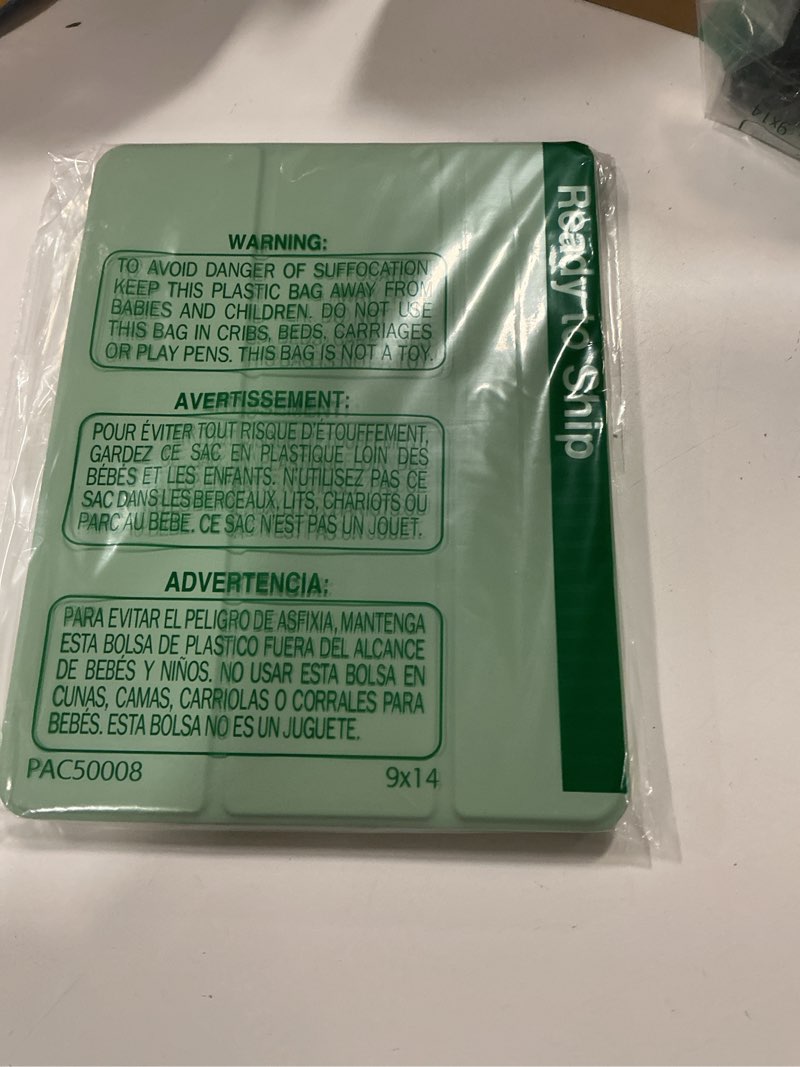 WARNING:
TO AVOID DANGER OF SUFFOCATION,
KEEP THIS PLASTIC BAG AWAY FROM
BABIES AND CHILDREN. DO NOT USE
THIS BAG IN CRIBS, BEDS, CARRIAGES
OR PLAY PENS. THIS BAG IS NOT A TOY.
AVERTISSEMENT:
POUR ÉVITER TOUT RISQUE D'ÉTOUFFEMENT,
GARDEZ CE SAC EN PLASTIQUE LOIN DES
BÉBÉS ET LES ENFANTS. N'UTILISEZ PAS CE
SAC DANS LES BERCEAUX, LITS, CHARIOTS OU
PARC AU BEBE. CE SAC N'EST PAS UN JOUET.
ADVERTENCIA:
PARA EVITAR EL PELIGRO DE ASFIXIA, MANTENGA
ESTA BOLSA DE PLASTICO FUERA DEL ALCANCE
DE BEBÉS Y NIÑOS. NO USAR ESTA BOLSA EN
CUNAS, CAMAS, CARRIOLAS O CORRALES PARA
BEBÉS. ESTA BOLSA NO ES UN JUGUETE.
PAC50008
9x14
Ready to Ship
9x14